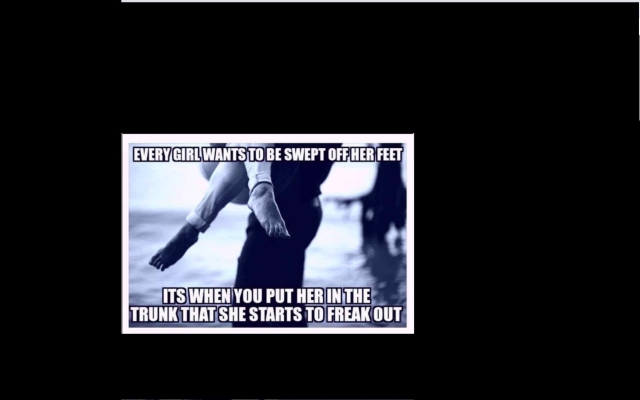 EVERY GIRL WANTS TO BE SWEPT OFF HER FEET
ITS WHEN YOU PUT HER IN THE
TRUNK THAT SHE STARTS TO FREAK OUT